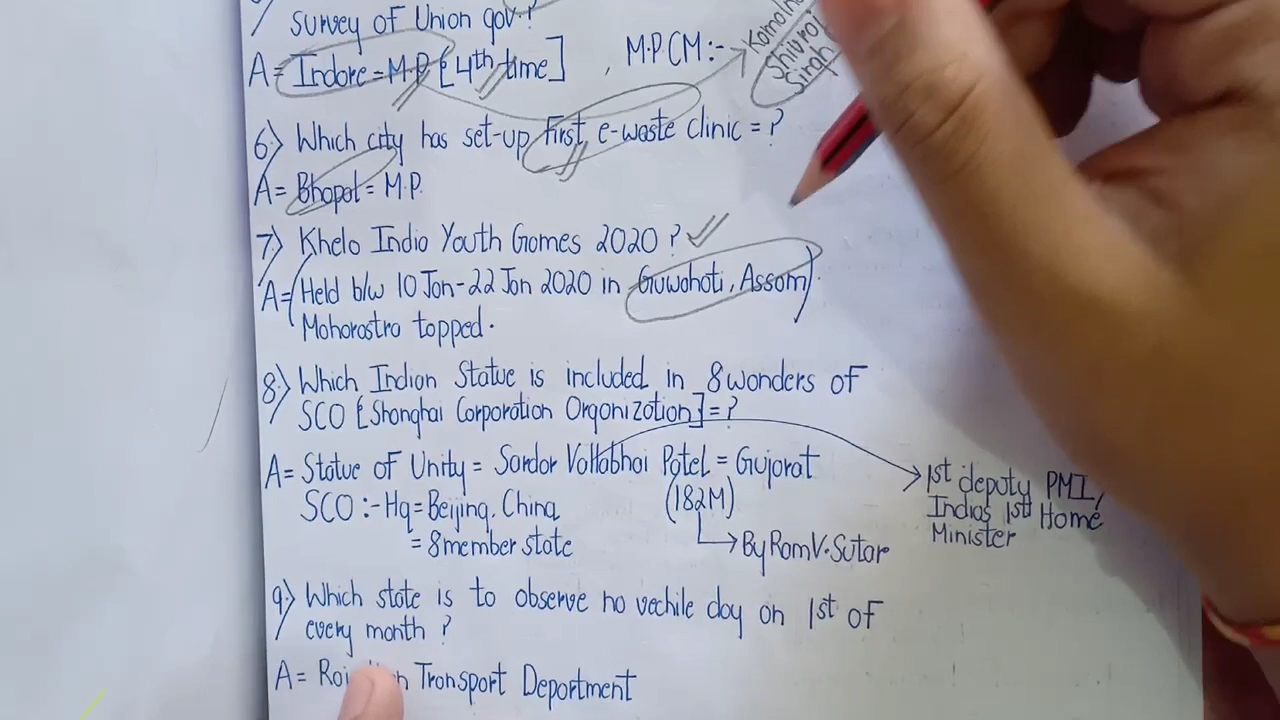 survey of Union gov.?
A= Indore = M.P. [4th time] , M.P.CM:-
Shivraj
Singh
6) Which city has set-up First e-waste clinic = ?
A= Bhopal = M.P.
7) Khelo India Youth Games 2020 ?
A= (Held b/w 10 Jan-22 Jan 2020 in Guwahati, Assam)
Maharastra topped.
8) Which Indian Statue is included in 8 wonders of
SCO [Shanghai Corporation Organization] = ?
A= Statue of Unity = Sardar Vallabhai Patel = Gujarat
SCO :- Hq = Beijing, China (182M)
= 8 member state By Ram V. Sutar
1st deputy PMI,
Indias 1st Home
Minister
9) Which state is to observe no vechile day on 1st of
every month ?
A= Transport Department